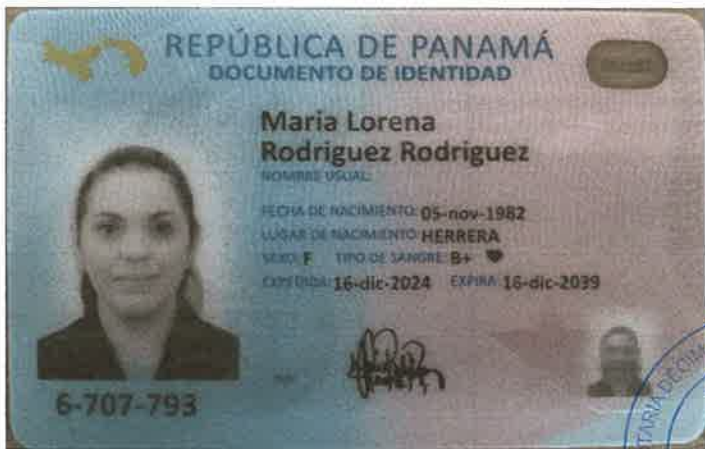 REPÚBLICA DE PANAMÁ
DOCUMENTO DE IDENTIDAD
Maria Lorena
Rodriguez Rodriguez
NOMBRE USUAL:
FECHA DE NACIMIENTO: 05-nov-1982
LUGAR DE NACIMIENTO: HERRERA
SEXO: F TIPO DE SANGRE: B+
EXPEDIDA: 16-dic-2024 EXPIRA: 16-dic-2039
6-707-793